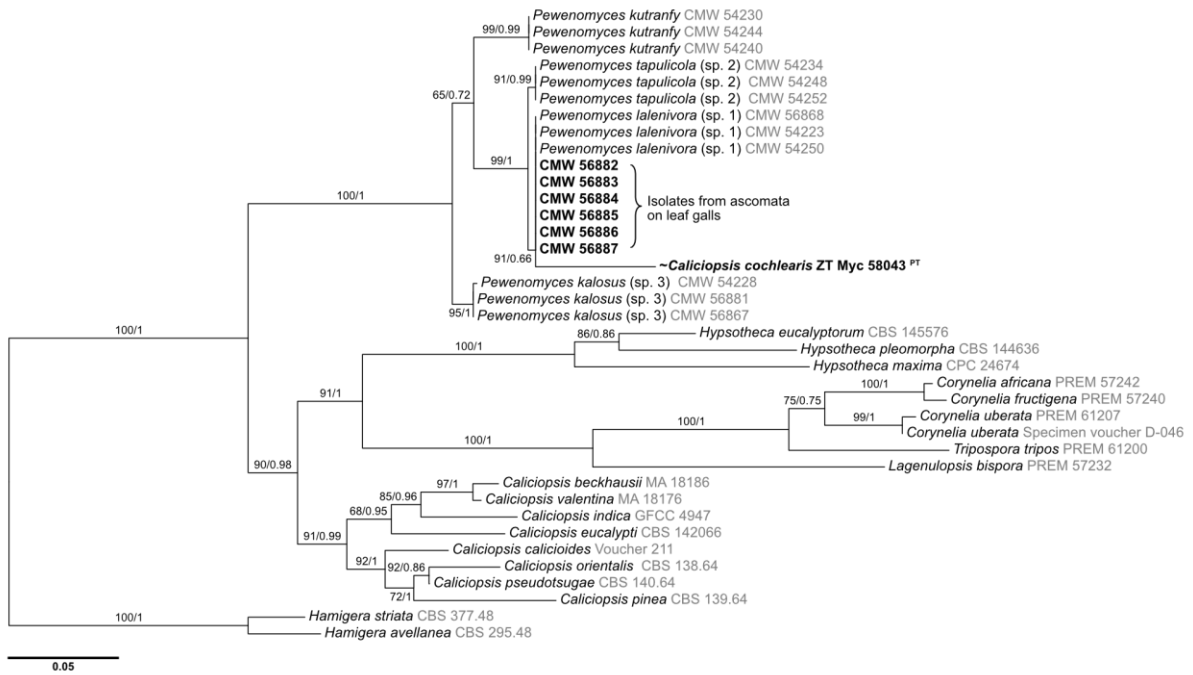 Pewenomyces kutranfy CMW 54230
99/0.99
Pewenomyces kutranfy CMW 54244
Pewenomyces kutranfy CMW 54240
Pewenomyces tapulicola (sp. 2) CMW 54234
91/0.99
Pewenomyces tapulicola (sp. 2) CMW 54248
65/0.72
Pewenomyces tapulicola (sp. 2) CMW 54252
Pewenomyces lalenivora (sp. 1) CMW 56868
Pewenomyces lalenivora (sp. 1) CMW 54223
Pewenomyces lalenivora (sp. 1) CMW 54250
99/1
CMW 56882
CMW 56883
100/1
CMW 56884
Isolates from ascomata
on leaf galls
CMW 56885
CMW 56886
CMW 56887
91/0.66
~Caliciopsis cochlearis ZT Myc 58043 PT
Pewenomyces kalosus (sp. 3) CMW 54228
Pewenomyces kalosus (sp. 3) CMW 56881
95/1
Pewenomyces kalosus (sp. 3) CMW 56867
100/1
86/0.86
Hypsotheca eucalyptorum CBS 145576
100/1
Hypsotheca pleomorpha CBS 144636
Hypsotheca maxima CPC 24674
100/1
Corynelia africana PREM 57242
91/1
75/0.75
Corynelia fructigena PREM 57240
99/1
Corynelia uberata PREM 61207
100/1
Corynelia uberata Specimen voucher D-046
100/1
Tripospora tripos PREM 61200
90/0.98
Lagenulopsis bispora PREM 57232
97/1
Caliciopsis beckhausii MA 18186
85/0.96
Caliciopsis valentina MA 18176
68/0.95
Caliciopsis indica GFCC 4947
91/0.99
Caliciopsis eucalypti CBS 142066
Caliciopsis calicioides Voucher 211
92/1
92/0.86
Caliciopsis orientalis CBS 138.64
Caliciopsis pseudotsugae CBS 140.64
72/1
Caliciopsis pinea CBS 139.64
100/1
Hamigera striata CBS 377.48
Hamigera avellanea CBS 295.48
0.05